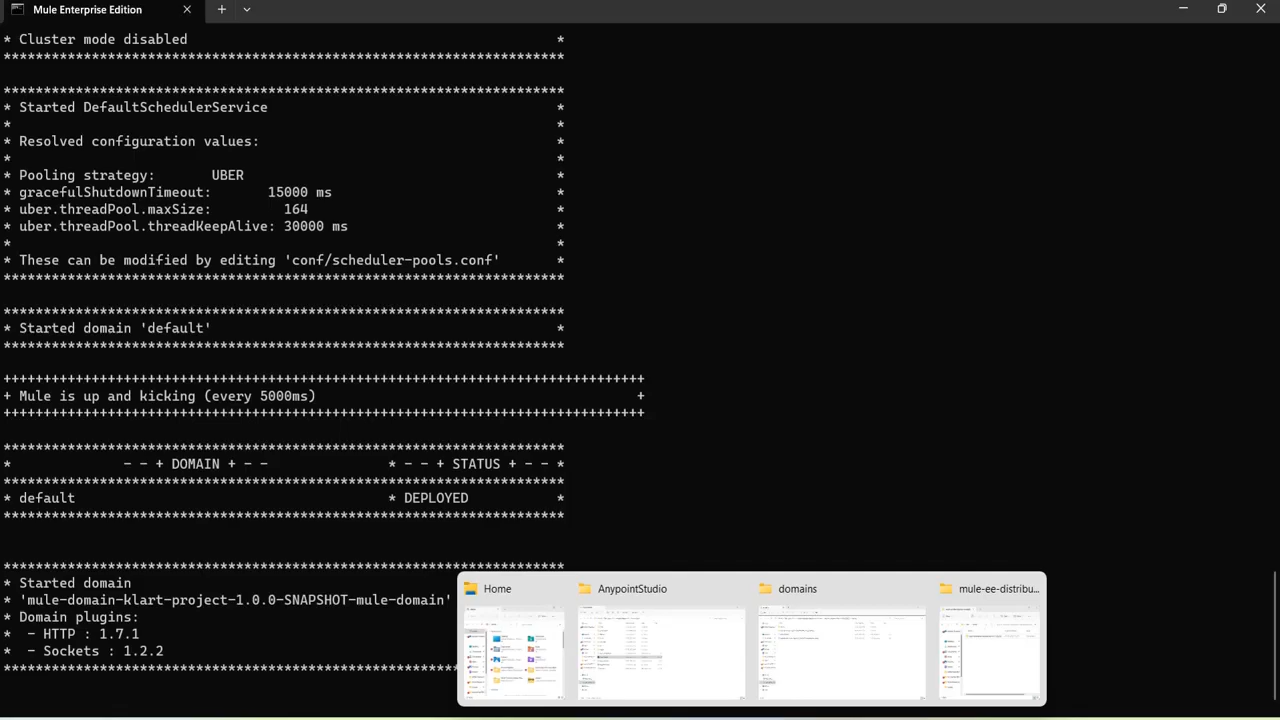 Mule Enterprise Edition
* Cluster mode disabled *
**********************************************************************
**********************************************************************
* Started DefaultSchedulerService *
* *
* Resolved configuration values: *
* *
* Pooling strategy: UBER *
* gracefulShutdownTimeout: 15000 ms *
* uber.threadPool.maxSize: 164 *
* uber.threadPool.threadKeepAlive: 30000 ms *
* *
* These can be modified by editing 'conf/scheduler-pools.conf' *
**********************************************************************
**********************************************************************
* Started domain 'default' *
**********************************************************************
++++++++++++++++++++++++++++++++++++++++++++++++++++++++++++++++++++++++++++++++
+ Mule is up and kicking (every 5000ms) +
++++++++++++++++++++++++++++++++++++++++++++++++++++++++++++++++++++++++++++++++
**********************************************************************
* - - + DOMAIN + - - * - - + STATUS + - - *
**********************************************************************
* default * DEPLOYED *
**********************************************************************
**********************************************************************
* Started domain
* 'mule-domain-klart-project-1.0.0-SNAPSHOT-mule-domain'
* Domain plugins:
* - HTTP : 1.7.1
* - Sockets : 1.2.2
*********************************************************
Home
AnypointStudio
domains
mule-ee-distribu...